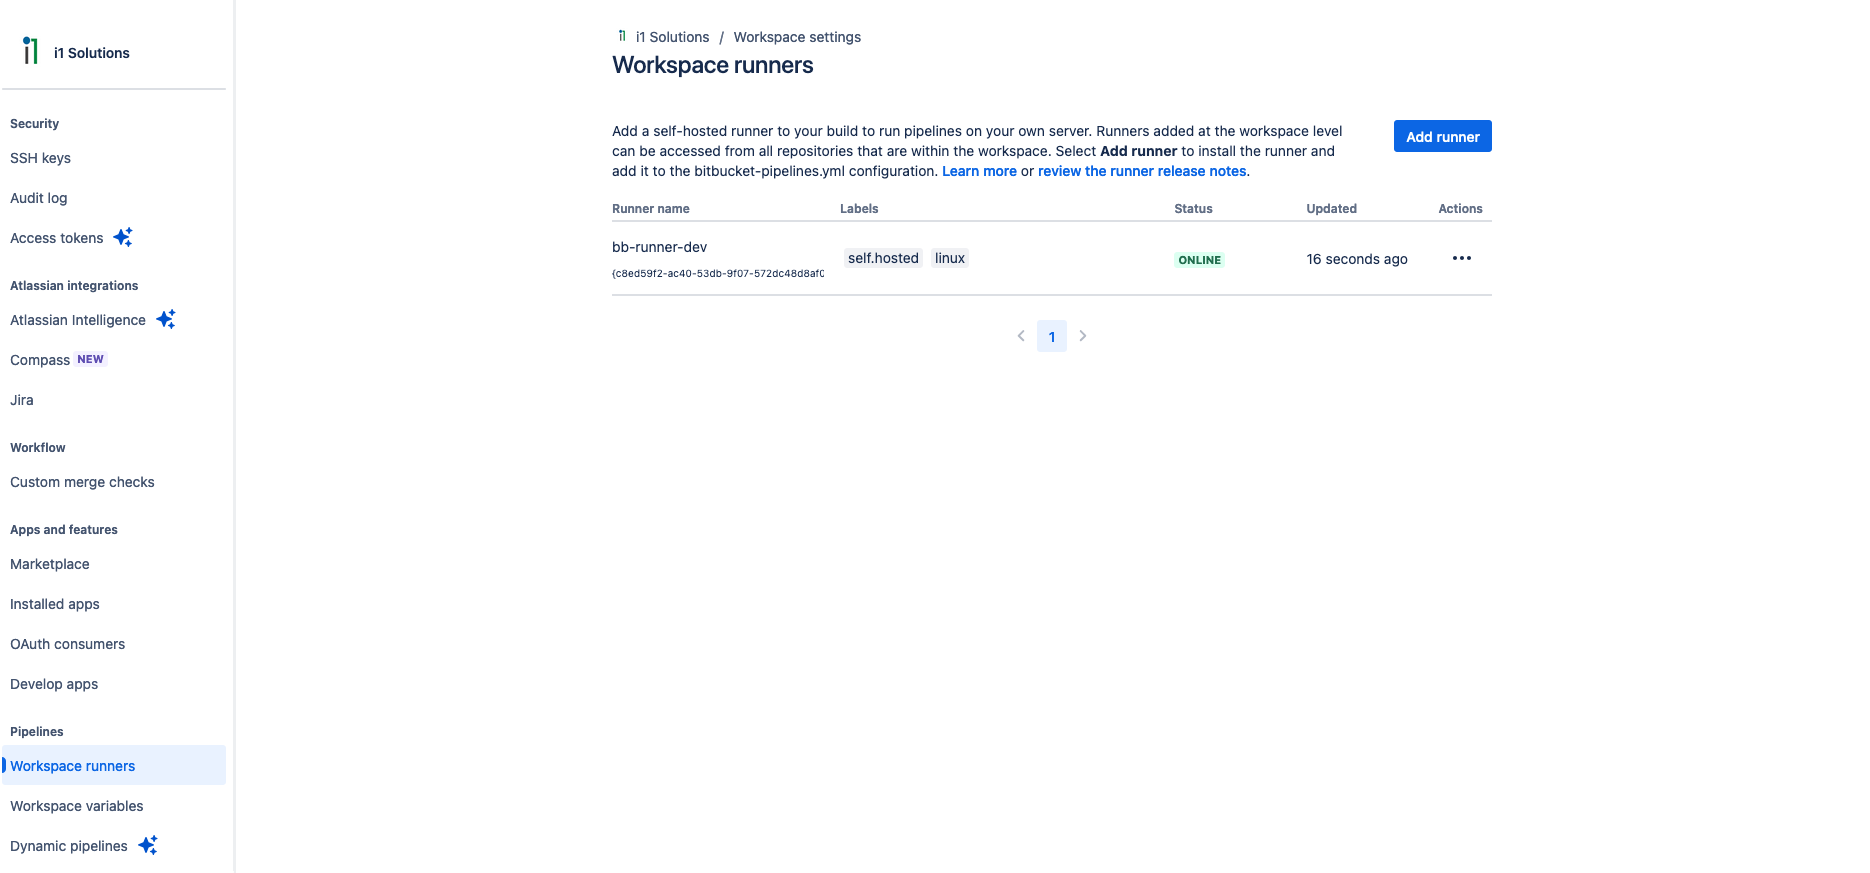 i1 Solutions
Security
SSH keys
Audit log
Access tokens
Atlassian integrations
Atlassian Intelligence
Compass NEW
Jira
Workflow
Custom merge checks
Apps and features
Marketplace
Installed apps
OAuth consumers
Develop apps
Pipelines
Workspace runners
Workspace variables
Dynamic pipelines
i1 Solutions / Workspace settings
Workspace runners
Add a self-hosted runner to your build to run pipelines on your own server. Runners added at the workspace level
can be accessed from all repositories that are within the workspace. Select Add runner to install the runner and
add it to the bitbucket-pipelines.yml configuration. Learn more or review the runner release notes.
Add runner
Runner name Labels Status Updated Actions
bb-runner-dev
{c8ed59f2-ac40-53db-9f07-572dc48d8af0
self.hosted linux ONLINE 16 seconds ago
1